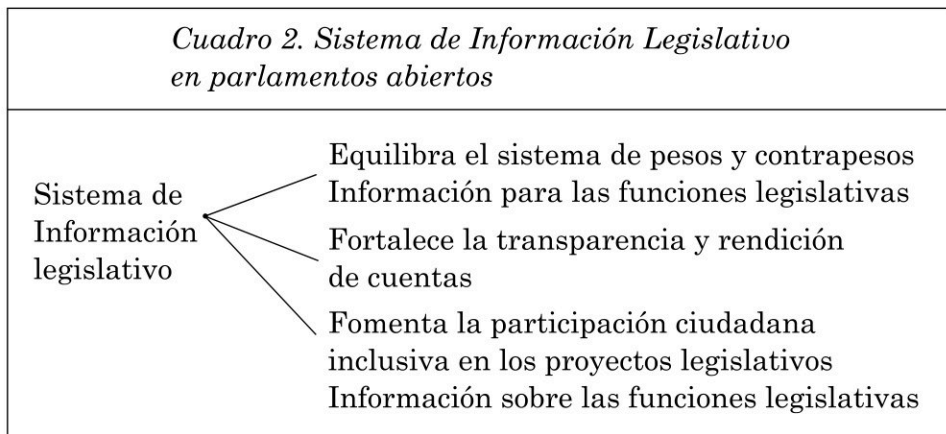 Cuadro 2. Sistema de Información Legislativo
en parlamentos abiertos
Sistema de
Información
legislativo
Equilibra el sistema de pesos y contrapesos
Información para las funciones legislativas
Fortalece la transparencia y rendición
de cuentas
Fomenta la participación ciudadana
inclusiva en los proyectos legislativos
Información sobre las funciones legislativas